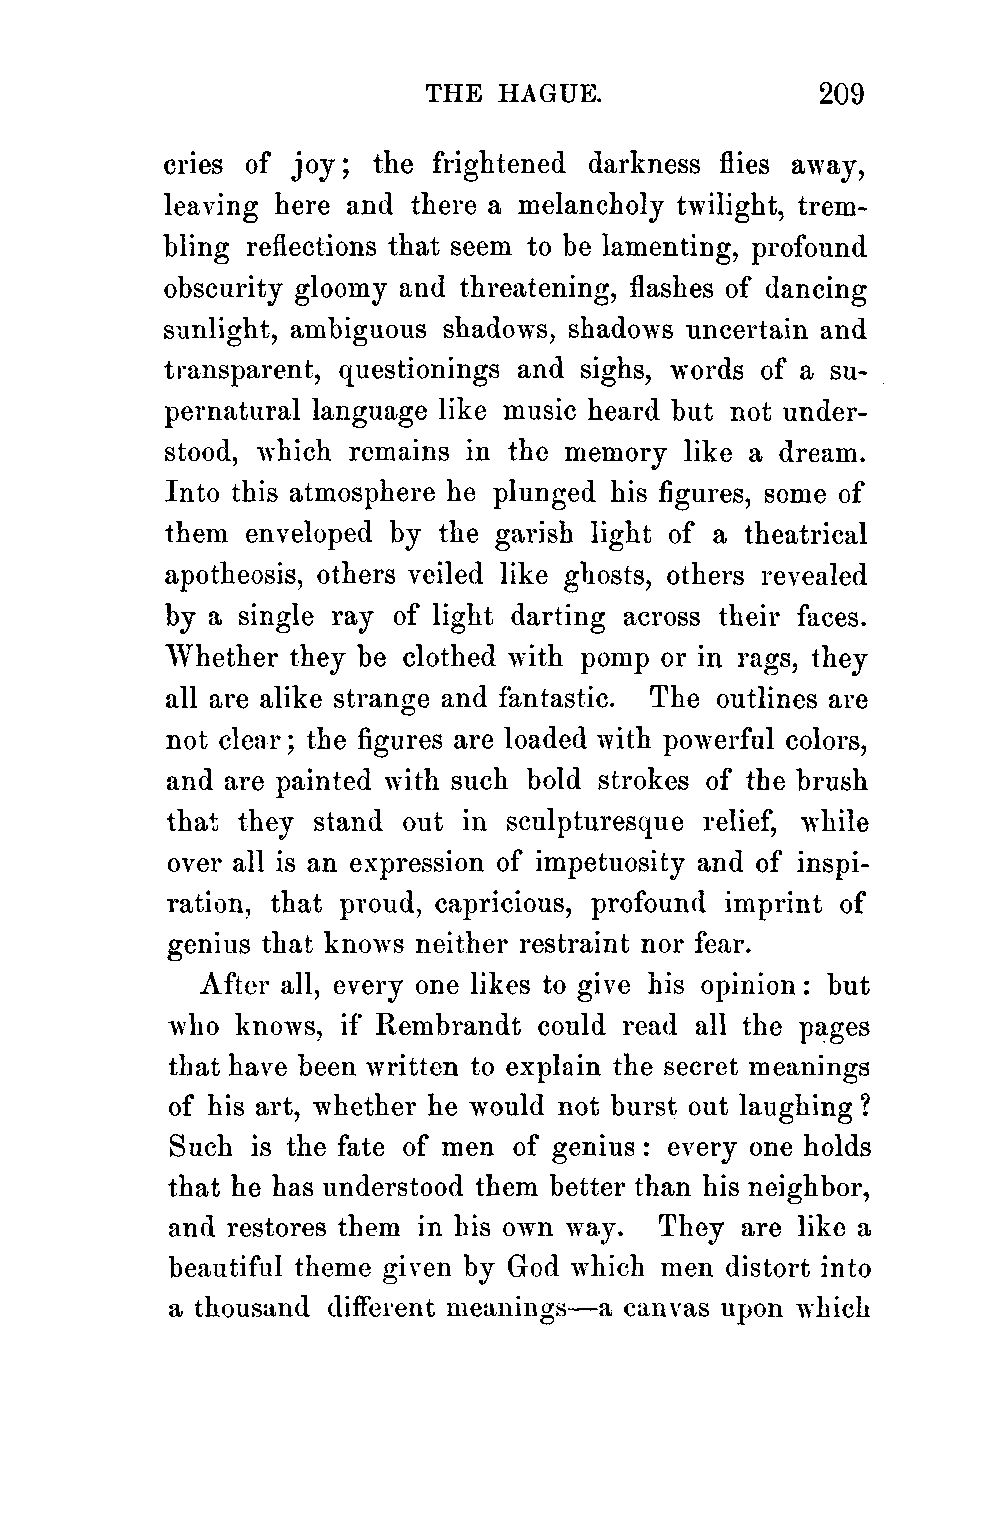 THE HAGUE. 209
cries of joy; the frightened darkness flies away,
leaving here and there a melancholy twilight, trem-
bling reflections that seem to be lamenting, profound
obscurity gloomy and threatening, flashes of dancing
sunlight, ambiguous shadows, shadows uncertain and
transparent, questionings and sighs, words of a su-
pernatural language like music heard but not under-
stood, which remains in the memory like a dream.
Into this atmosphere he plunged his figures, some of
them enveloped by the garish light of a theatrical
apotheosis, others veiled like ghosts, others revealed
by a single ray of light darting across their faces.
Whether they be clothed with pomp or in rags, they
all are alike strange and fantastic. The outlines are
not clear; the figures are loaded with powerful colors,
and are painted with such bold strokes of the brush
that they stand out in sculpturesque relief, while
over all is an expression of impetuosity and of inspi-
ration, that proud, capricious, profound imprint of
genius that knows neither restraint nor fear.
After all, every one likes to give his opinion: but
who knows, if Rembrandt could read all the pages
that have been written to explain the secret meanings
of his art, whether he would not burst out laughing?
Such is the fate of men of genius: every one holds
that he has understood them better than his neighbor,
and restores them in his own way. They are like a
beautiful theme given by God which men distort into
a thousand different meanings—a canvas upon which